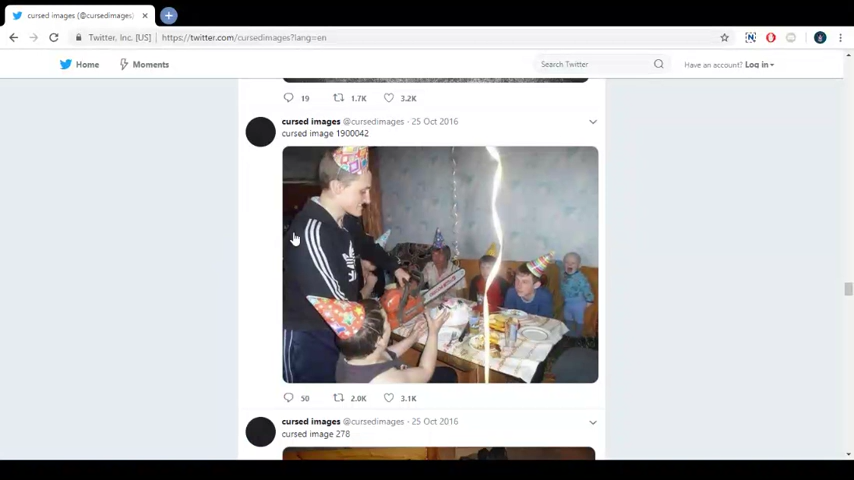 cursed images (@cursedimages)
Twitter, Inc. [US] https://twitter.com/cursedimages?lang=en
Home Moments Search Twitter Have an account? Log in
19 1.7K 3.2K
cursed images @cursedimages · 25 Oct 2016
cursed image 1900042
50 2.0K 3.1K
cursed images @cursedimages · 25 Oct 2016
cursed image 278